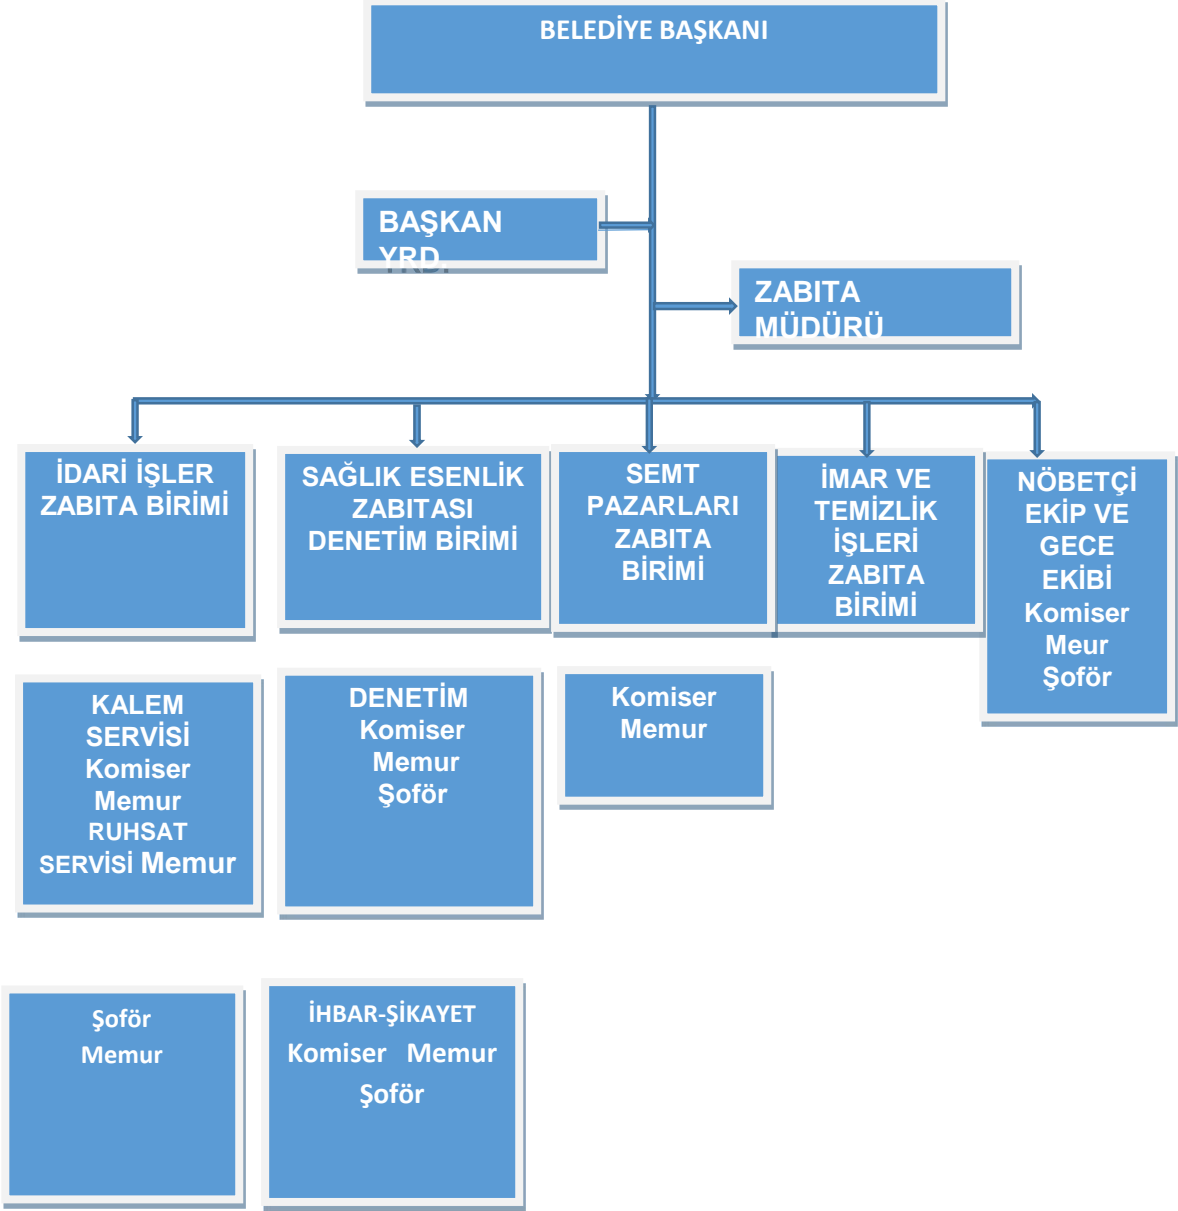 BELEDİYE BAŞKANI
BAŞKAN
YRD.
ZABITA
MÜDÜRÜ
İDARİ İŞLER
ZABITA BİRİMİ
SAĞLIK ESENLİK
ZABITASI
DENETİM BİRİMİ
SEMT
PAZARLARI
ZABITA
BİRİMİ
İMAR VE
TEMİZLİK
İŞLERİ
ZABITA
BİRİMİ
NÖBETÇİ
EKİP VE
GECE
EKİBİ
Komiser
Meur
Şoför
KALEM
SERVİSİ
Komiser
Memur
RUHSAT
SERVİSİ Memur
DENETİM
Komiser
Memur
Şoför
Komiser
Memur
Şoför
Memur
İHBAR-ŞİKAYET
Komiser Memur
Şoför